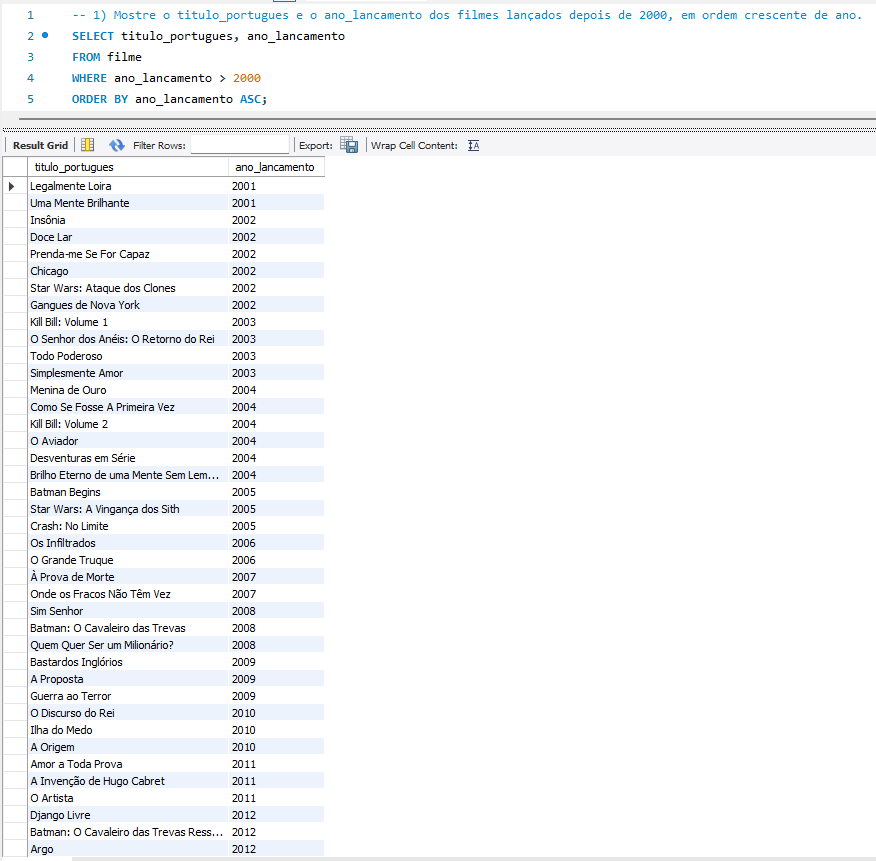 1 -- 1) Mostre o titulo_portugues e o ano_lancamento dos filmes lançados depois de 2000, em ordem crescente de ano.
2 SELECT titulo_portugues, ano_lancamento
3 FROM filme
4 WHERE ano_lancamento > 2000
5 ORDER BY ano_lancamento ASC;
Result Grid Filter Rows: Export: Wrap Cell Content:
titulo_portugues ano_lancamento
Legalmente Loira 2001
Uma Mente Brilhante 2001
Insônia 2002
Doce Lar 2002
Prenda-me Se For Capaz 2002
Chicago 2002
Star Wars: Ataque dos Clones 2002
Gangues de Nova York 2002
Kill Bill: Volume 1 2003
O Senhor dos Anéis: O Retorno do Rei 2003
Todo Poderoso 2003
Simplesmente Amor 2003
Menina de Ouro 2004
Como Se Fosse A Primeira Vez 2004
Kill Bill: Volume 2 2004
O Aviador 2004
Desventuras em Série 2004
Brilho Eterno de uma Mente Sem Lem... 2004
Batman Begins 2005
Star Wars: A Vingança dos Sith 2005
Crash: No Limite 2005
Os Infiltrados 2006
O Grande Truque 2006
À Prova de Morte 2007
Onde os Fracos Não Têm Vez 2007
Sim Senhor 2008
Batman: O Cavaleiro das Trevas 2008
Quem Quer Ser um Milionário? 2008
Bastardos Inglórios 2009
A Proposta 2009
Guerra ao Terror 2009
O Discurso do Rei 2010
Ilha do Medo 2010
A Origem 2010
Amor a Toda Prova 2011
A Invenção de Hugo Cabret 2011
O Artista 2011
Django Livre 2012
Batman: O Cavaleiro das Trevas Ress... 2012
Argo 2012